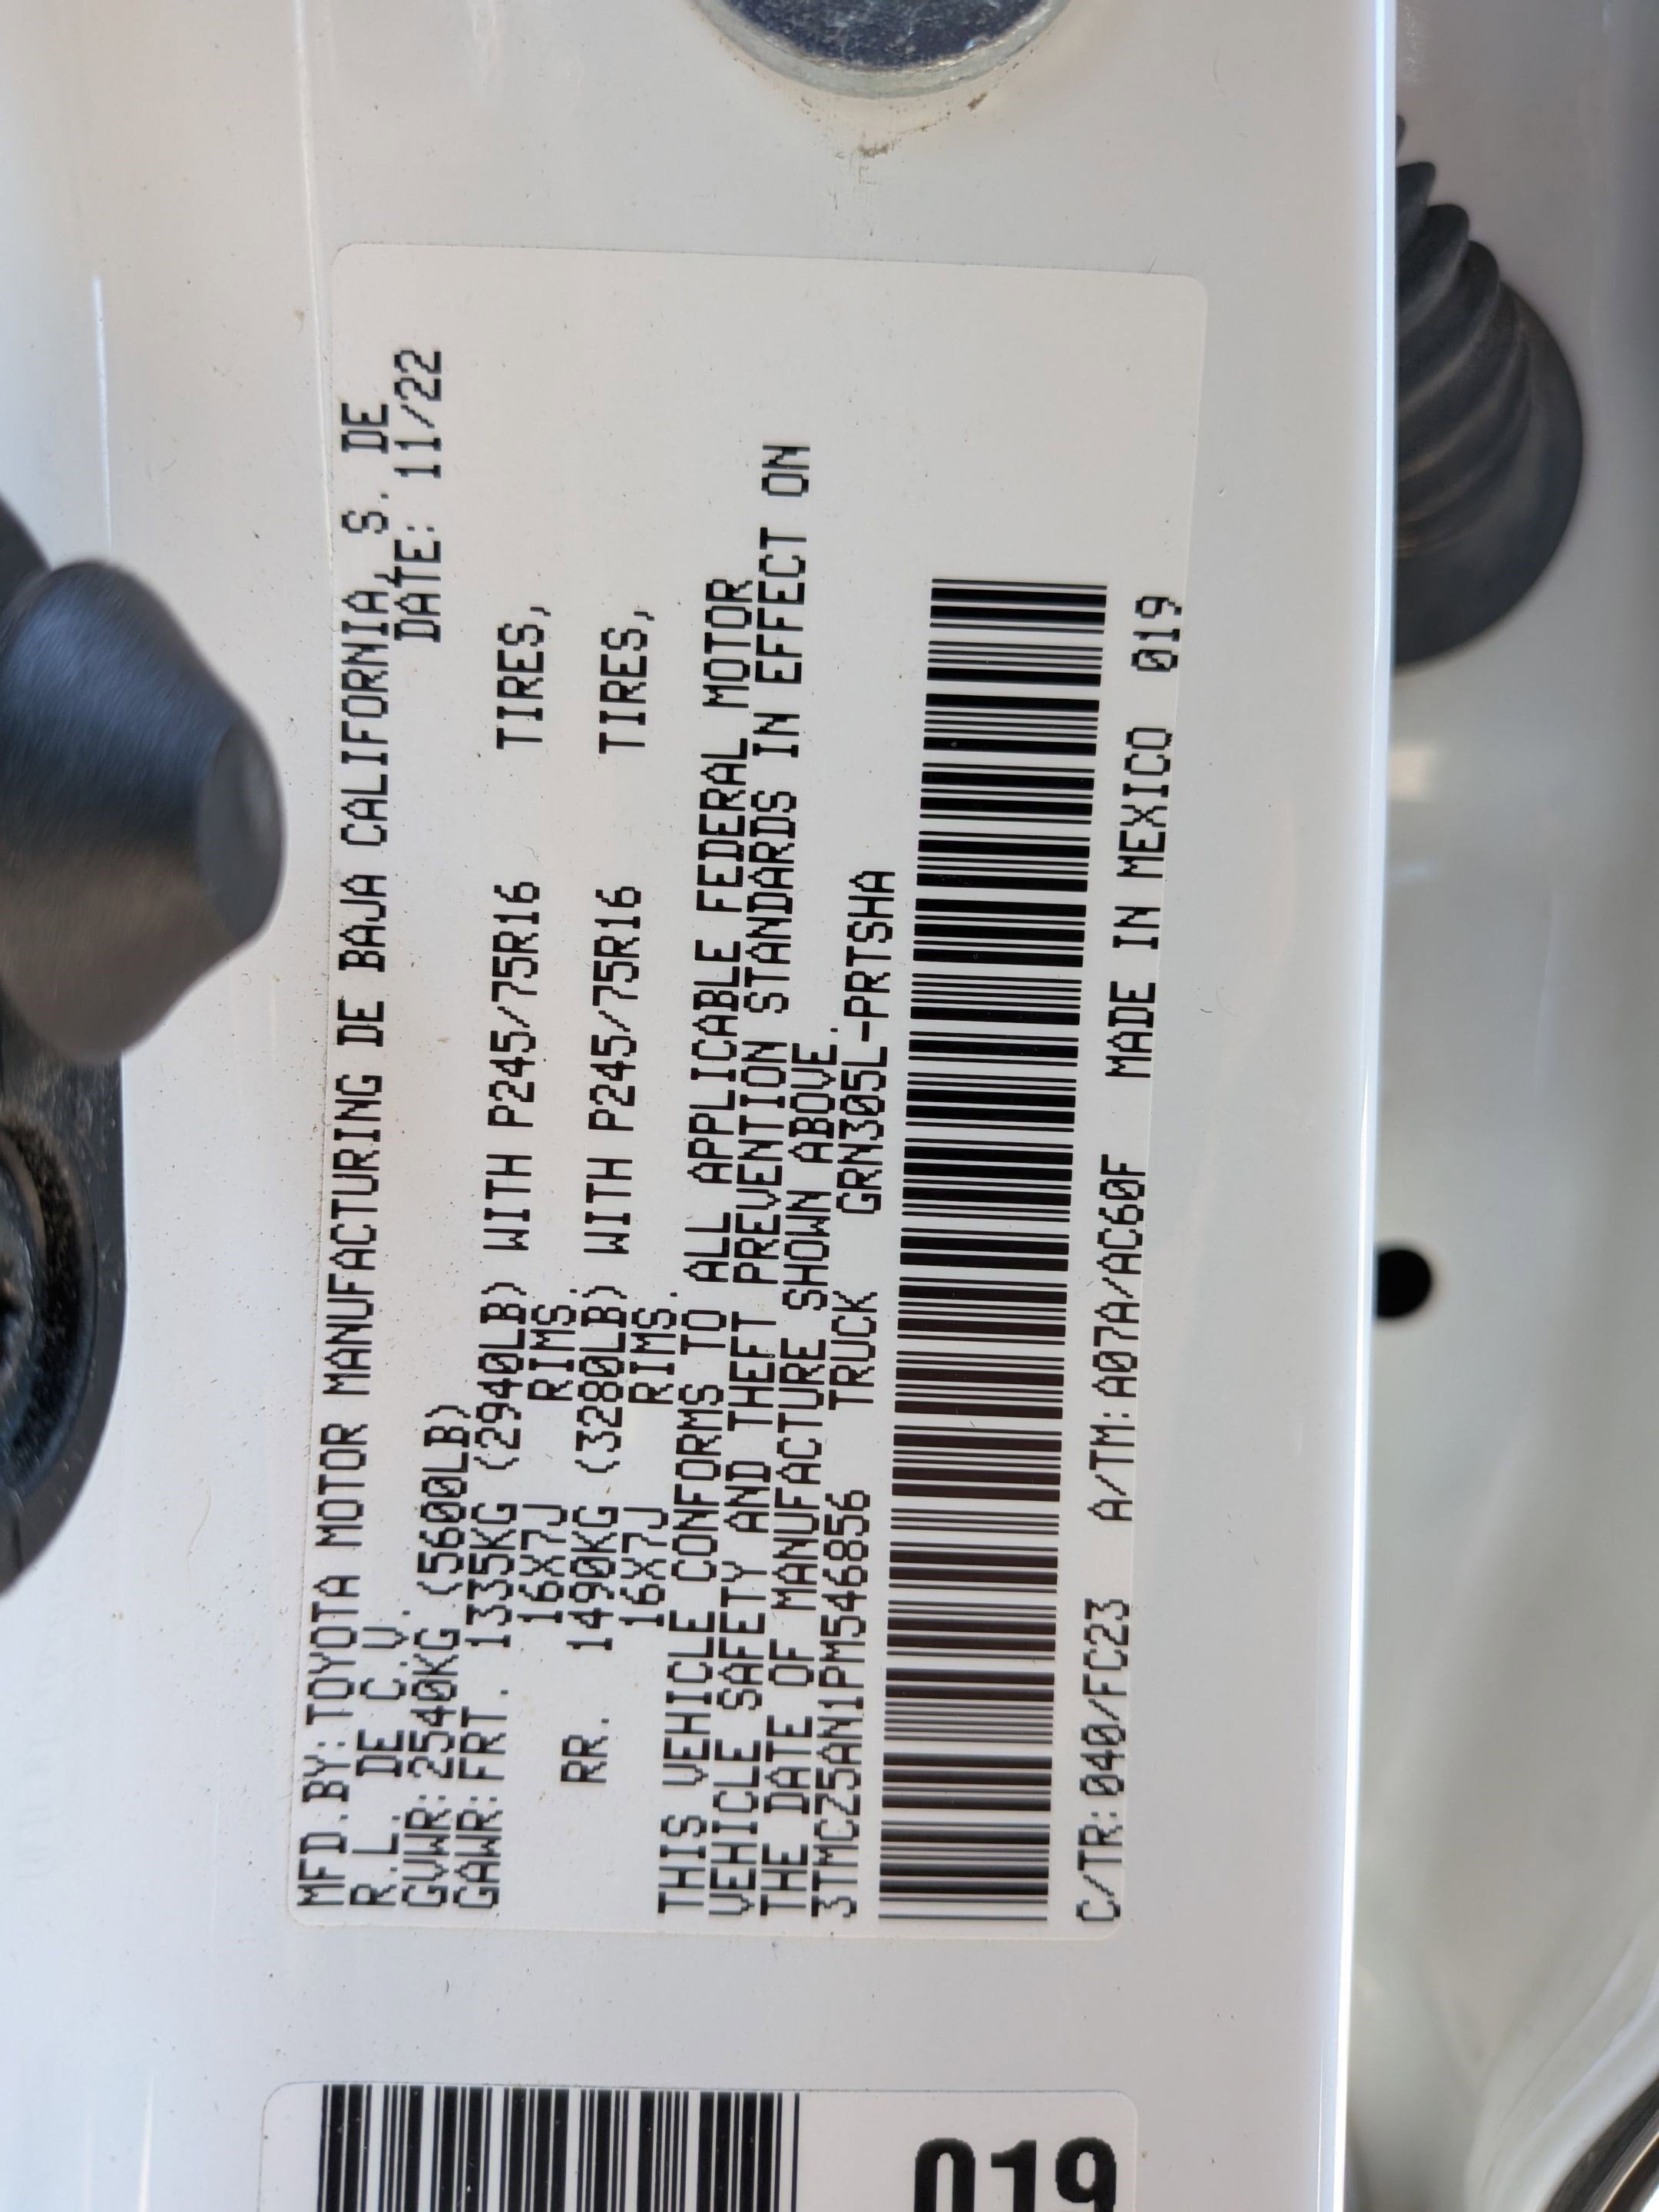 MFD.BY:TOYOTA MOTOR MANUFACTURING DE BAJA CALIFORNIA,S. DE
R.L. DE C.V. DATE: 11/22
GVWR:2540KG (5600LB)
GAWR:FRT. 1335KG (2940LB) WITH P245/75R16 TIRES,
16X7J RIMS.
RR. 1490KG (3280LB) WITH P245/75R16 TIRES,
16X7J RIMS.
THIS VEHICLE CONFORMS TO ALL APPLICABLE FEDERAL MOTOR
VEHICLE SAFETY AND THEFT PREVENTION STANDARDS IN EFFECT ON
THE DATE OF MANUFACTURE SHOWN ABOVE.
3TMCZ5AN1PM546856 TRUCK GRN305L-PRTSHA
C/TR:040/FC23 A/TM:A07A/AC60F MADE IN MEXICO 019
019